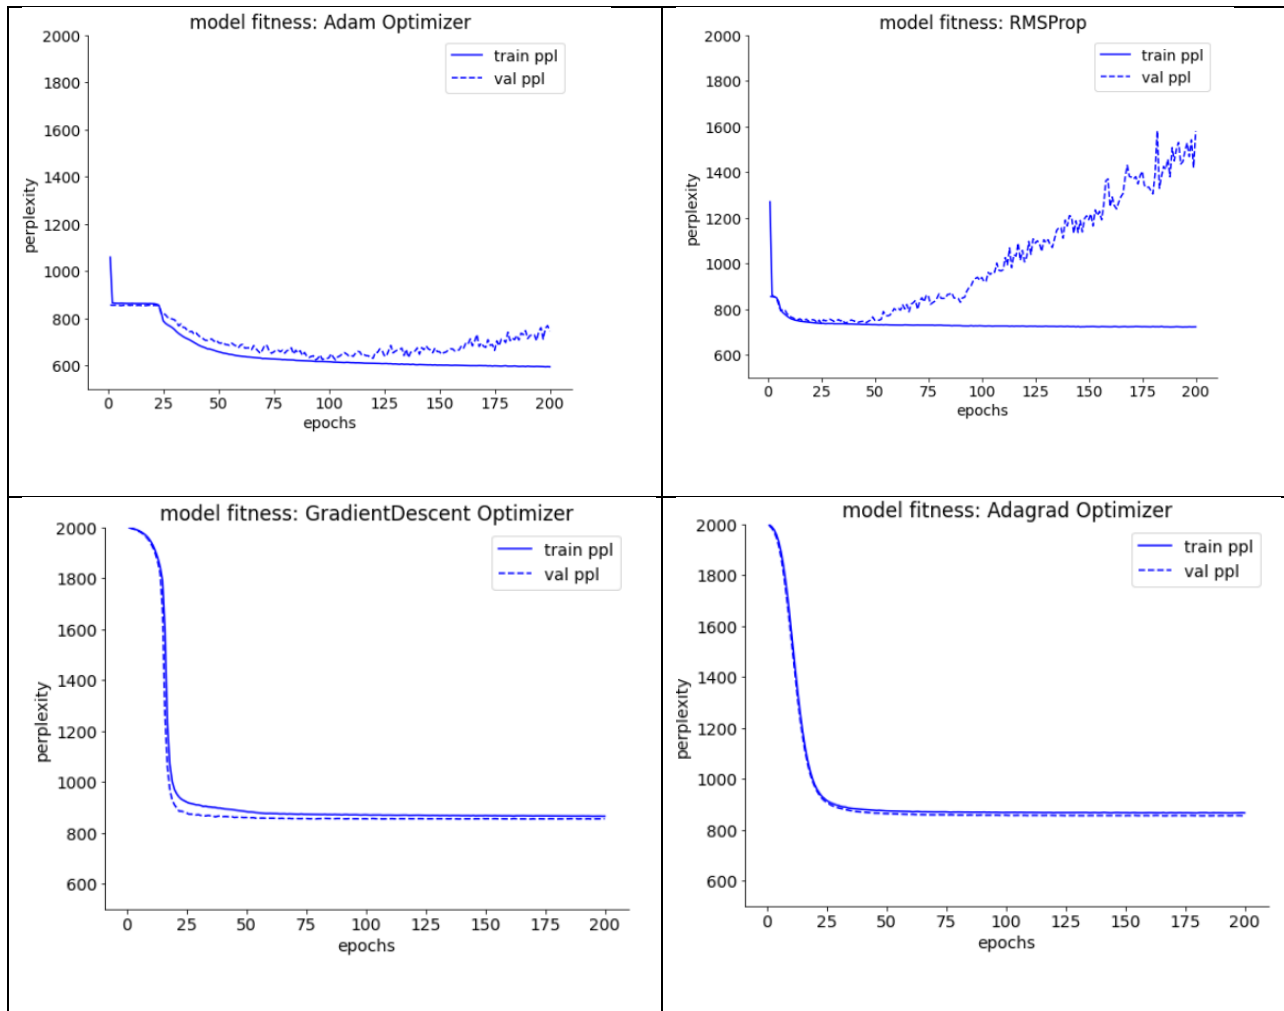 model fitness: Adam Optimizer
2000
1800
1600
1400
1200
1000
800
600
perplexity
train ppl
val ppl
0 25 50 75 100 125 150 175 200
epochs
model fitness: RMSProp
2000
1800
1600
1400
1200
1000
800
600
perplexity
train ppl
val ppl
0 25 50 75 100 125 150 175 200
epochs
model fitness: GradientDescent Optimizer
2000
1800
1600
1400
1200
1000
800
600
perplexity
train ppl
val ppl
0 25 50 75 100 125 150 175 200
epochs
model fitness: Adagrad Optimizer
2000
1800
1600
1400
1200
1000
800
600
perplexity
train ppl
val ppl
0 25 50 75 100 125 150 175 200
epochs